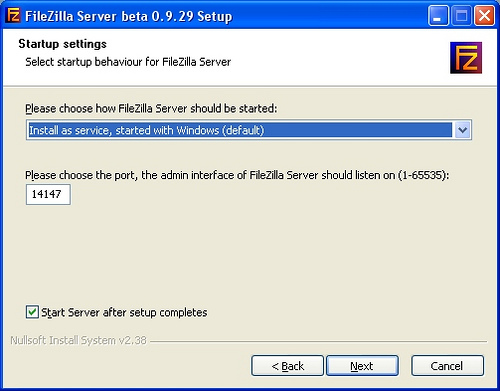 FileZilla Server beta 0.9.29 Setup
Startup settings
Select startup behaviour for FileZilla Server
FZ
Please choose how FileZilla Server should be started:
Install as service, started with Windows (default)
Please choose the port, the admin interface of FileZilla Server should listen on (1-65535):
14147
Start Server after setup completes
Nullsoft Install System v2.38
< Back
Next
Cancel